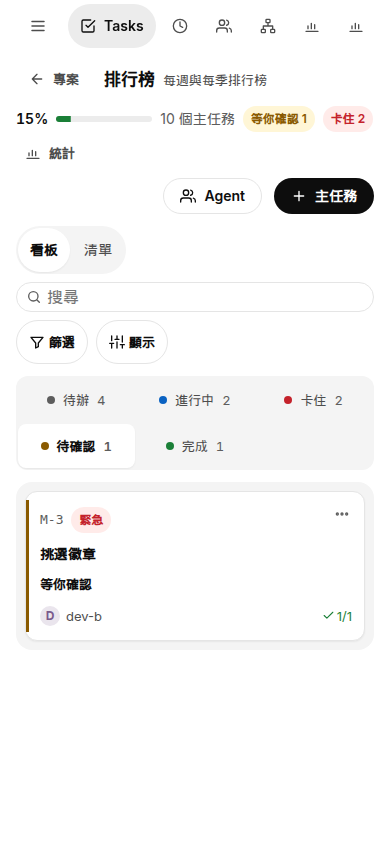 Tasks
專案 排行榜 每週與每季排行榜
15% 10 個主任務 等你確認 1 卡住 2
統計
Agent 主任務
看板 清單
搜尋
篩選 顯示
待辦 4 進行中 2 卡住 2
待確認 1 完成 1
M-3 緊急
挑選徽章
等你確認
D dev-b 1/1